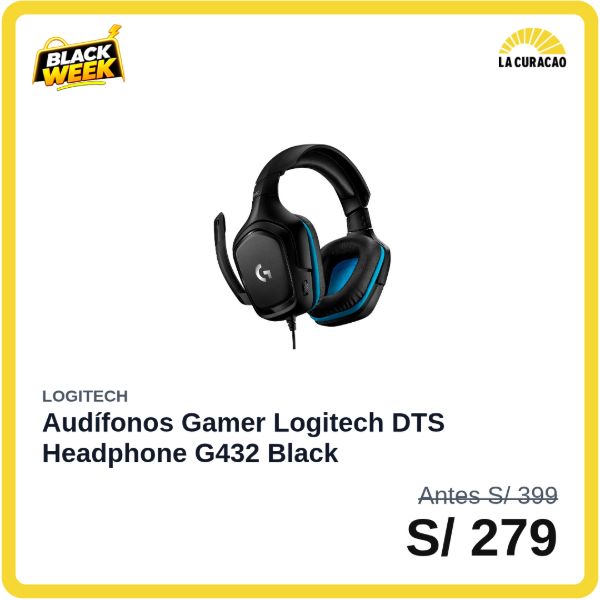 BLACK
WEEK
LA CURACAO
G
LOGITECH
Audífonos Gamer Logitech DTS
Headphone G432 Black
Antes S/ 399
S/ 279